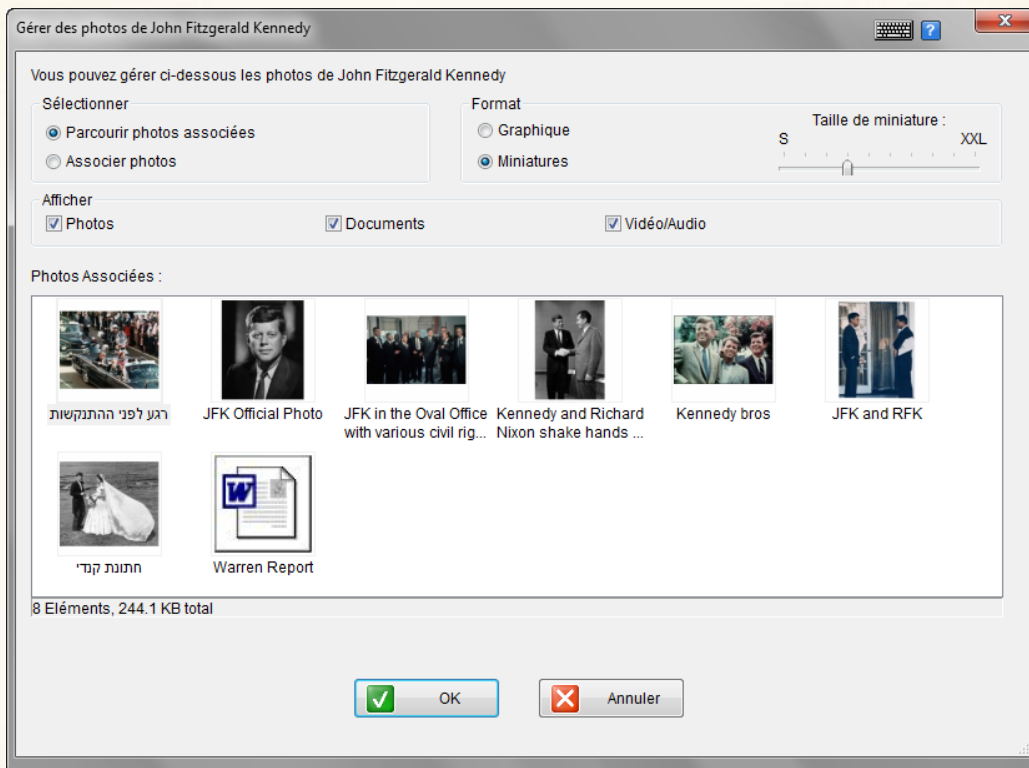 Gérer des photos de John Fitzgerald Kennedy
Vous pouvez gérer ci-dessous les photos de John Fitzgerald Kennedy
Sélectionner
Parcourir photos associées
Associer photos
Format
Graphique
Miniatures
Taille de miniature :
S XXL
Afficher
Photos Documents Vidéo/Audio
Photos Associées :
רגע לפני ההתנקשות
JFK Official Photo
JFK in the Oval Office
with various civil rig...
Kennedy and Richard
Nixon shake hands ...
Kennedy bros
JFK and RFK
חתונת קנדי
Warren Report
8 Eléments, 244.1 KB total
OK
Annuler